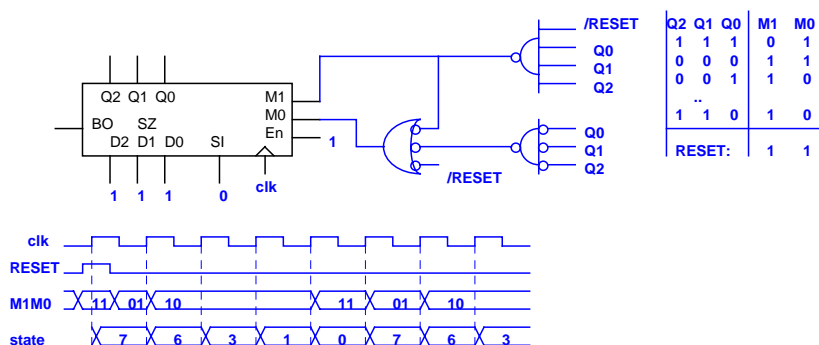 /RESET
Q0
Q1
Q2
Q2 Q1 Q0 M1 M0
1 1 1 0 1
0 0 0 1 1
0 0 1 1 0
..
1 1 0 1 0
RESET: 1 1
Q2 Q1 Q0 M1
M0
BO SZ En
D2 D1 D0 SI
1
1 1 1 0 clk
Q0
Q1
Q2
/RESET
clk
RESET
M1M0 11 01 10 11 01 10
state 7 6 3 1 0 7 6 3